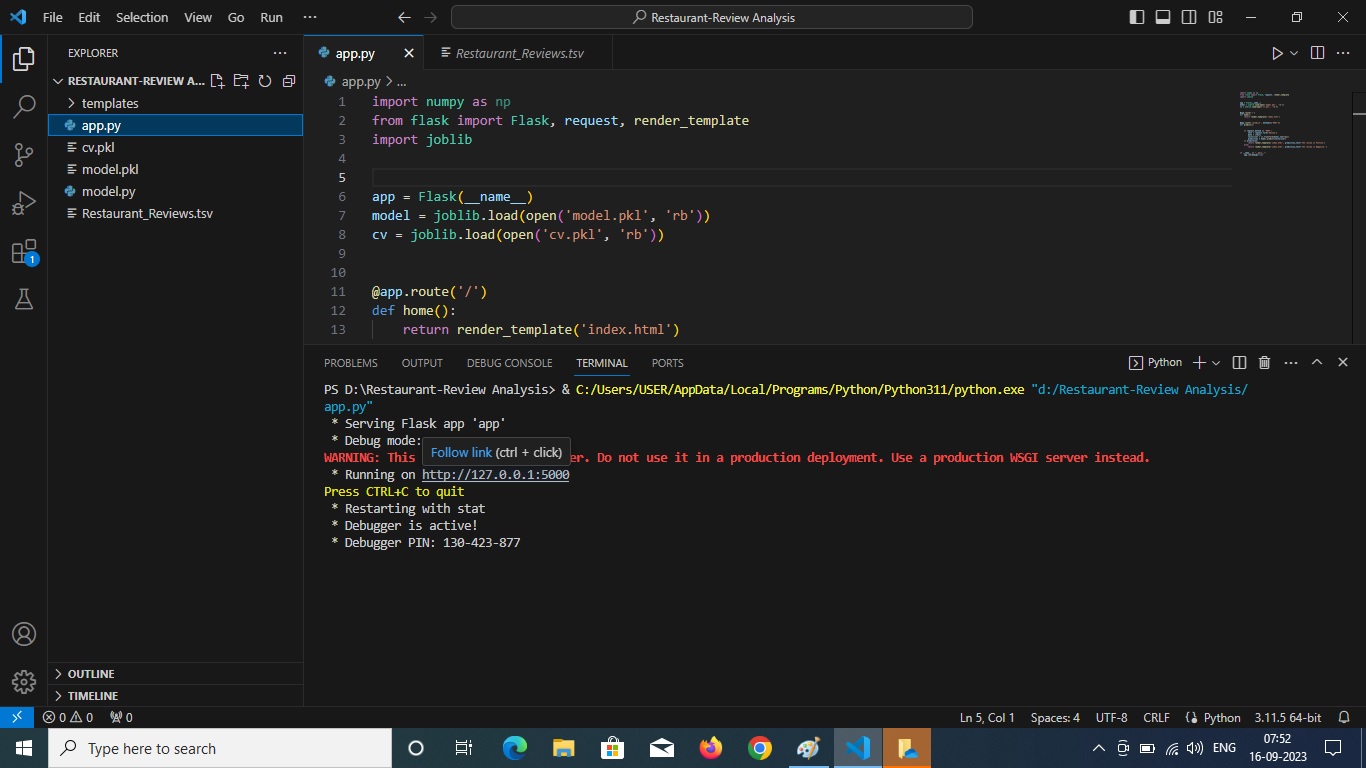 File Edit Selection View Go Run ··· Restaurant-Review Analysis
EXPLORER ···
RESTAURANT-REVIEW A...
templates
app.py
cv.pkl
model.pkl
model.py
Restaurant_Reviews.tsv
OUTLINE
TIMELINE
1
app.py Restaurant_Reviews.tsv
app.py > ...
1 import numpy as np
2 from flask import Flask, request, render_template
3 import joblib
4
5
6 app = Flask(__name__)
7 model = joblib.load(open('model.pkl', 'rb'))
8 cv = joblib.load(open('cv.pkl', 'rb'))
9
10
11 @app.route('/')
12 def home():
13 return render_template('index.html')
PROBLEMS OUTPUT DEBUG CONSOLE TERMINAL PORTS Python
PS D:\Restaurant-Review Analysis> & C:/Users/USER/AppData/Local/Programs/Python/Python311/python.exe "d:/Restaurant-Review Analysis/
app.py"
* Serving Flask app 'app'
* Debug mode:
Follow link (ctrl + click)
WARNING: This er. Do not use it in a production deployment. Use a production WSGI server instead.
* Running on http://127.0.0.1:5000
Press CTRL+C to quit
* Restarting with stat
* Debugger is active!
* Debugger PIN: 130-423-877
0 0 0 Ln 5, Col 1 Spaces: 4 UTF-8 CRLF Python 3.11.5 64-bit
Type here to search ENG 07:52
16-09-2023